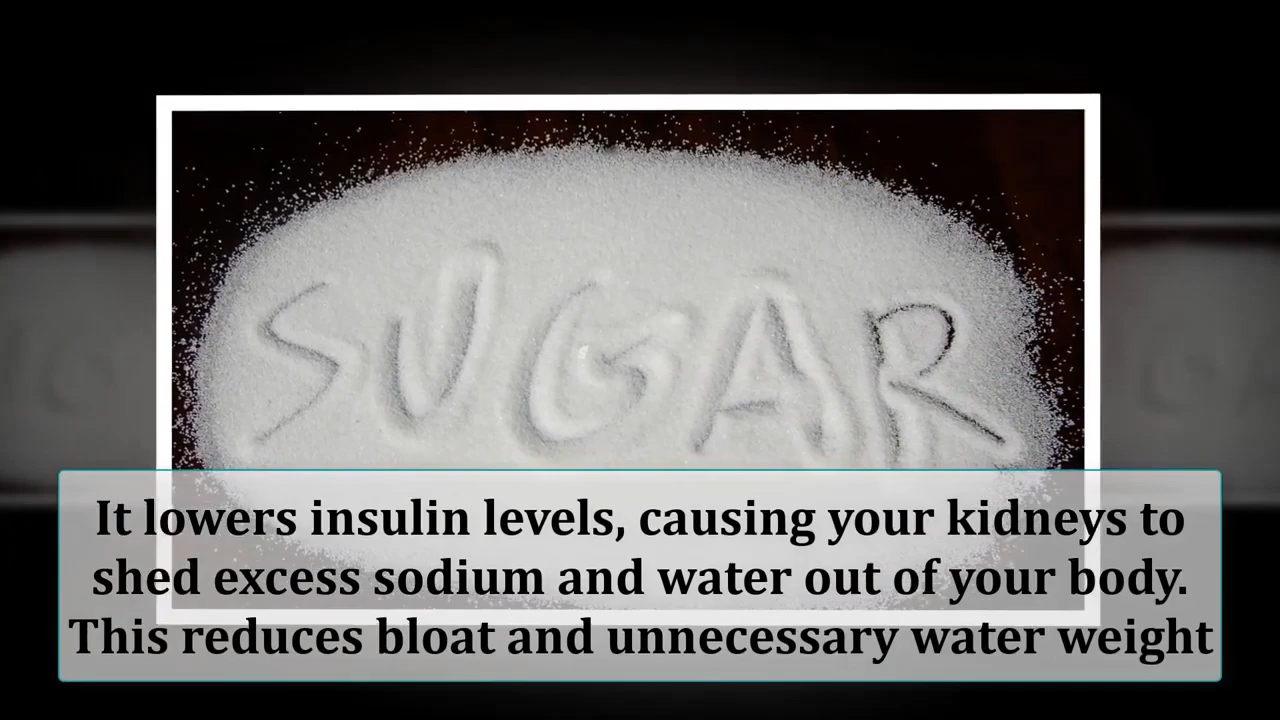 SUGAR
It lowers insulin levels, causing your kidneys to
shed excess sodium and water out of your body.
This reduces bloat and unnecessary water weight